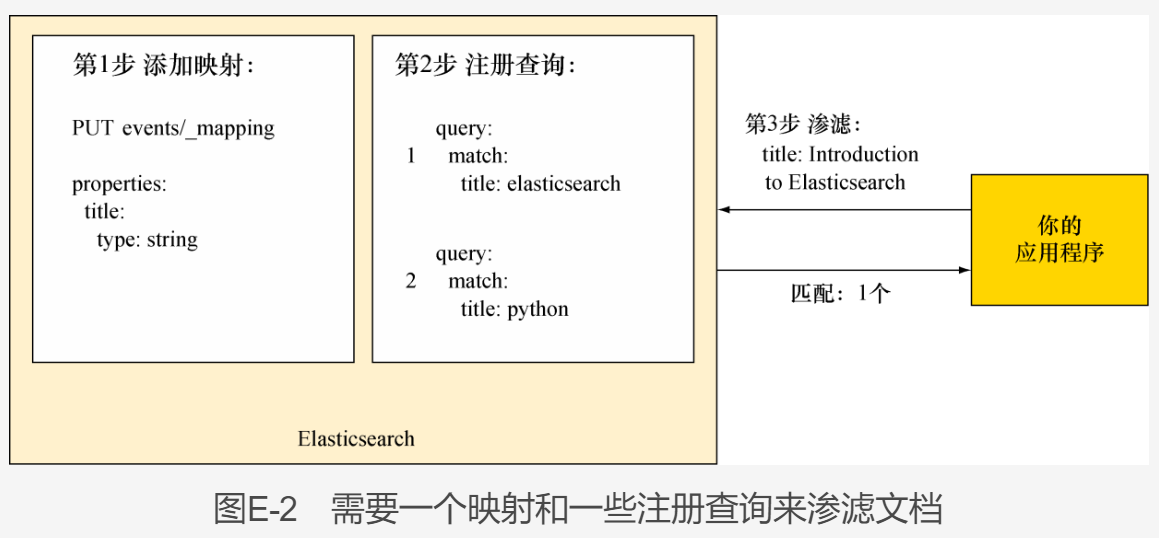 第1步 添加映射：
PUT events/_mapping
properties:
title:
type: string
第2步 注册查询：
query:
1 match:
title: elasticsearch
query:
2 match:
title: python
Elasticsearch
第3步 渗滤：
title: Introduction
to Elasticsearch
匹配：1个
你的
应用程序
图E-2 需要一个映射和一些注册查询来渗滤文档